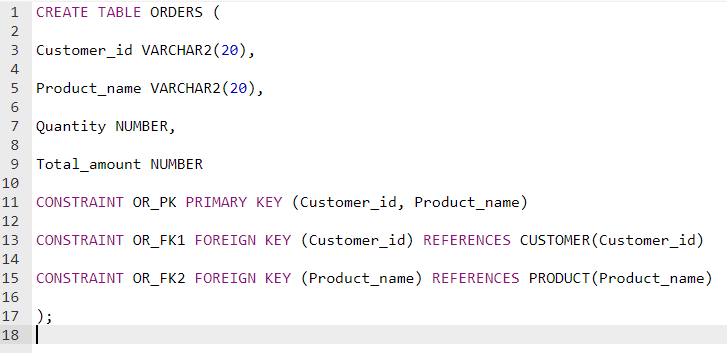 1 CREATE TABLE ORDERS (
2
3 Customer_id VARCHAR2(20),
4
5 Product_name VARCHAR2(20),
6
7 Quantity NUMBER,
8
9 Total_amount NUMBER
10
11 CONSTRAINT OR_PK PRIMARY KEY (Customer_id, Product_name)
12
13 CONSTRAINT OR_FK1 FOREIGN KEY (Customer_id) REFERENCES CUSTOMER(Customer_id)
14
15 CONSTRAINT OR_FK2 FOREIGN KEY (Product_name) REFERENCES PRODUCT(Product_name)
16
17 );
18